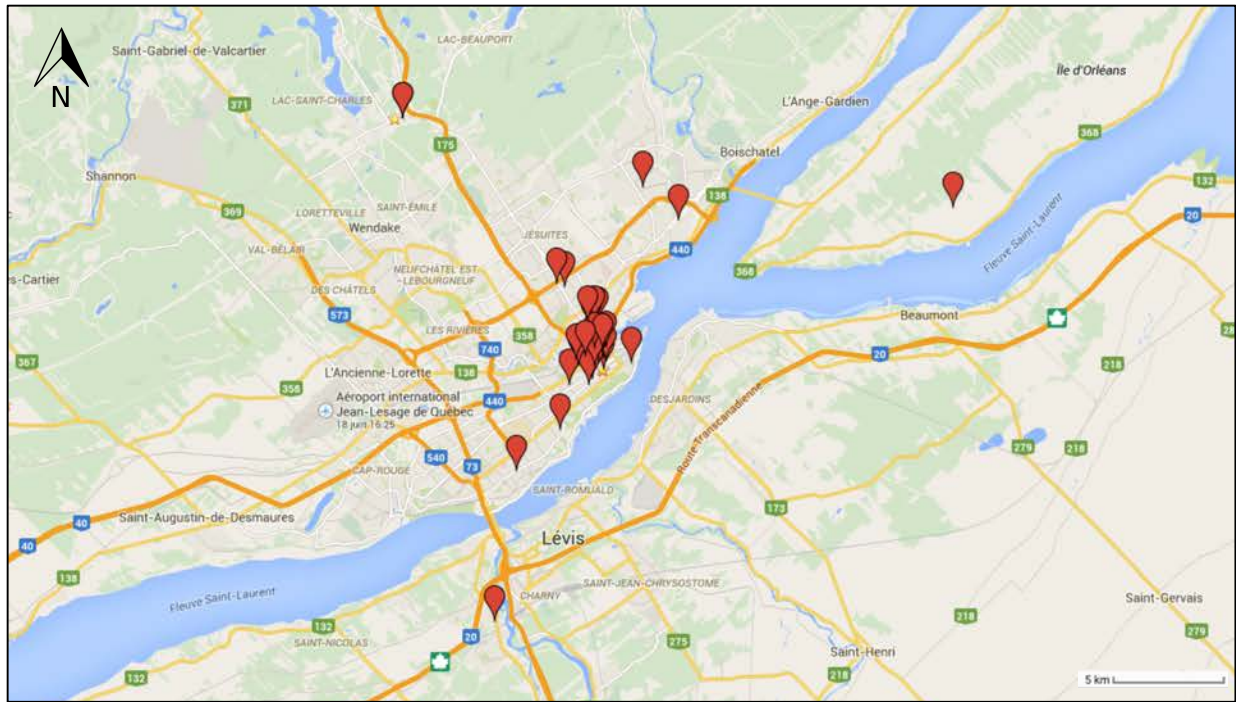 LAC-BEAUPORT
Saint-Gabriel-de-Valcartier
Île d'Orléans
N
371
LAC-SAINT-CHARLES
L'Ange-Gardien
368
175
Boischatel
Shannon
132
138
20
369
LORETTEVILLE
SAINT-ÉMILE
Wendake
Fleuve Saint-Laurent
JÉSUITES
VAL-BÉLAIR
440
368
NEUFCHÂTEL EST
-LEBOURGNEUF
es-Cartier
DES CHÂTELS
573
Beaumont
LES RIVIÈRES
358
28
740
20
367
L'Ancienne-Lorette
138
218
358
Aéroport international
Jean-Lesage de Québec
18 juin 16:25
440
DESJARDINS
Route Transcanadienne
279
218
540
73
CAP-ROUGE
SAINT-ROMUALD
173
40
Saint-Augustin-de-Desmaures
40
Lévis
138
SAINT-JEAN-CHRYSOSTOME
Fleuve Saint-Laurent
CHARNY
Saint-Gervais
132
218
20
279
SAINT-NICOLAS
275
Saint-Henri
132
5 km